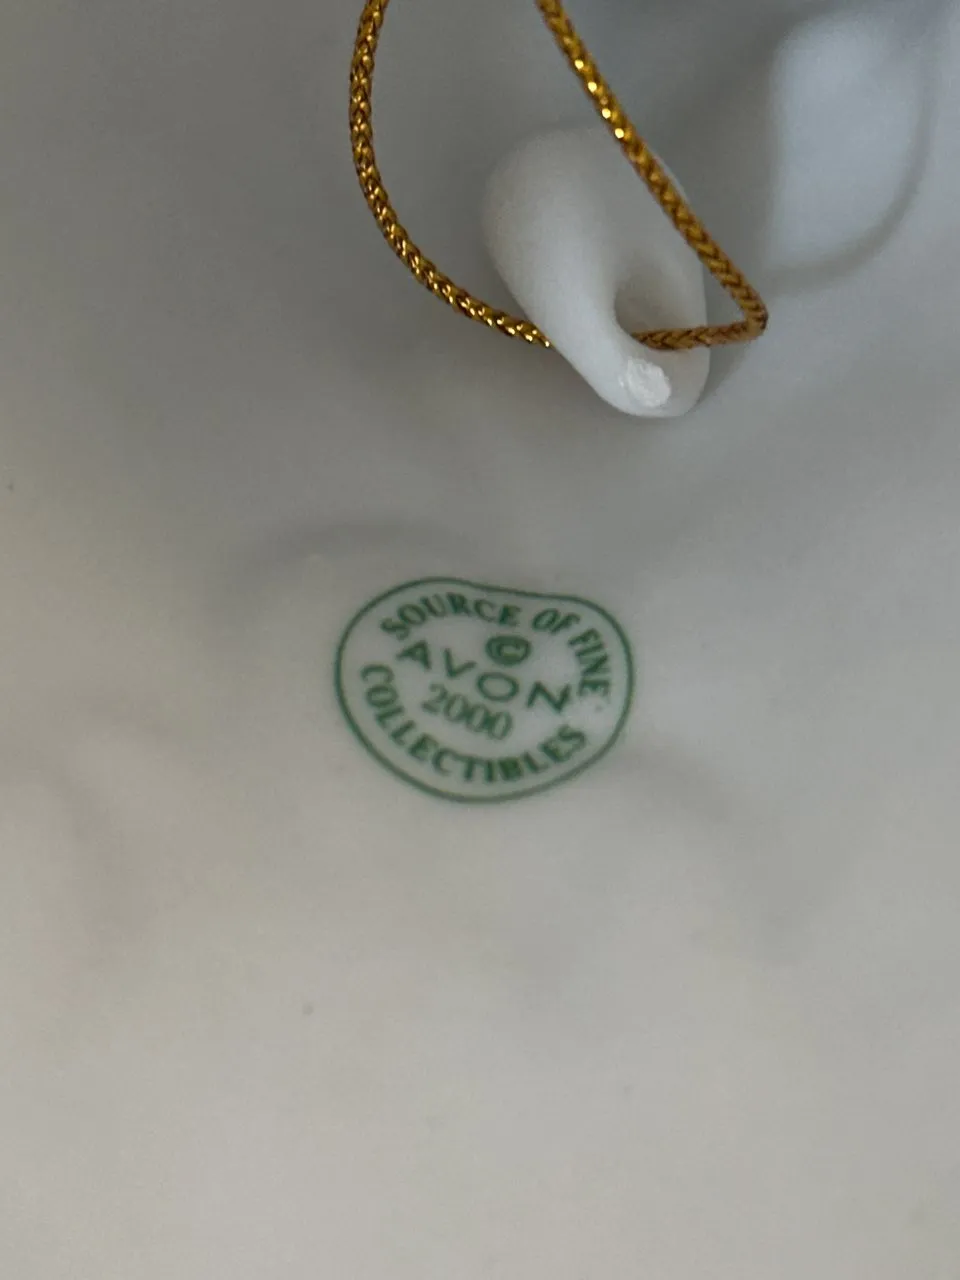 SOURCE OF FINE
©
AVON
2000
COLLECTIBLES